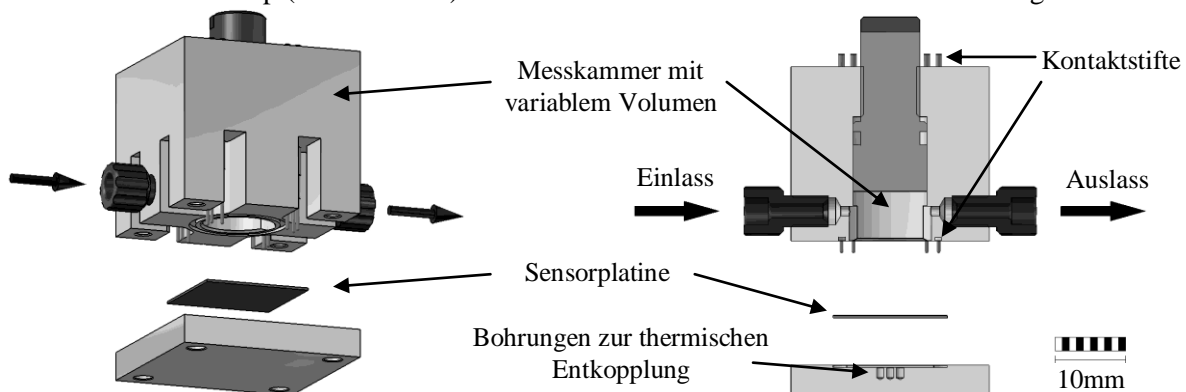 Messkammer mit
variablem Volumen
Kontaktstifte
Einlass
Auslass
Sensorplatine
Bohrungen zur thermischen
Entkopplung
10mm